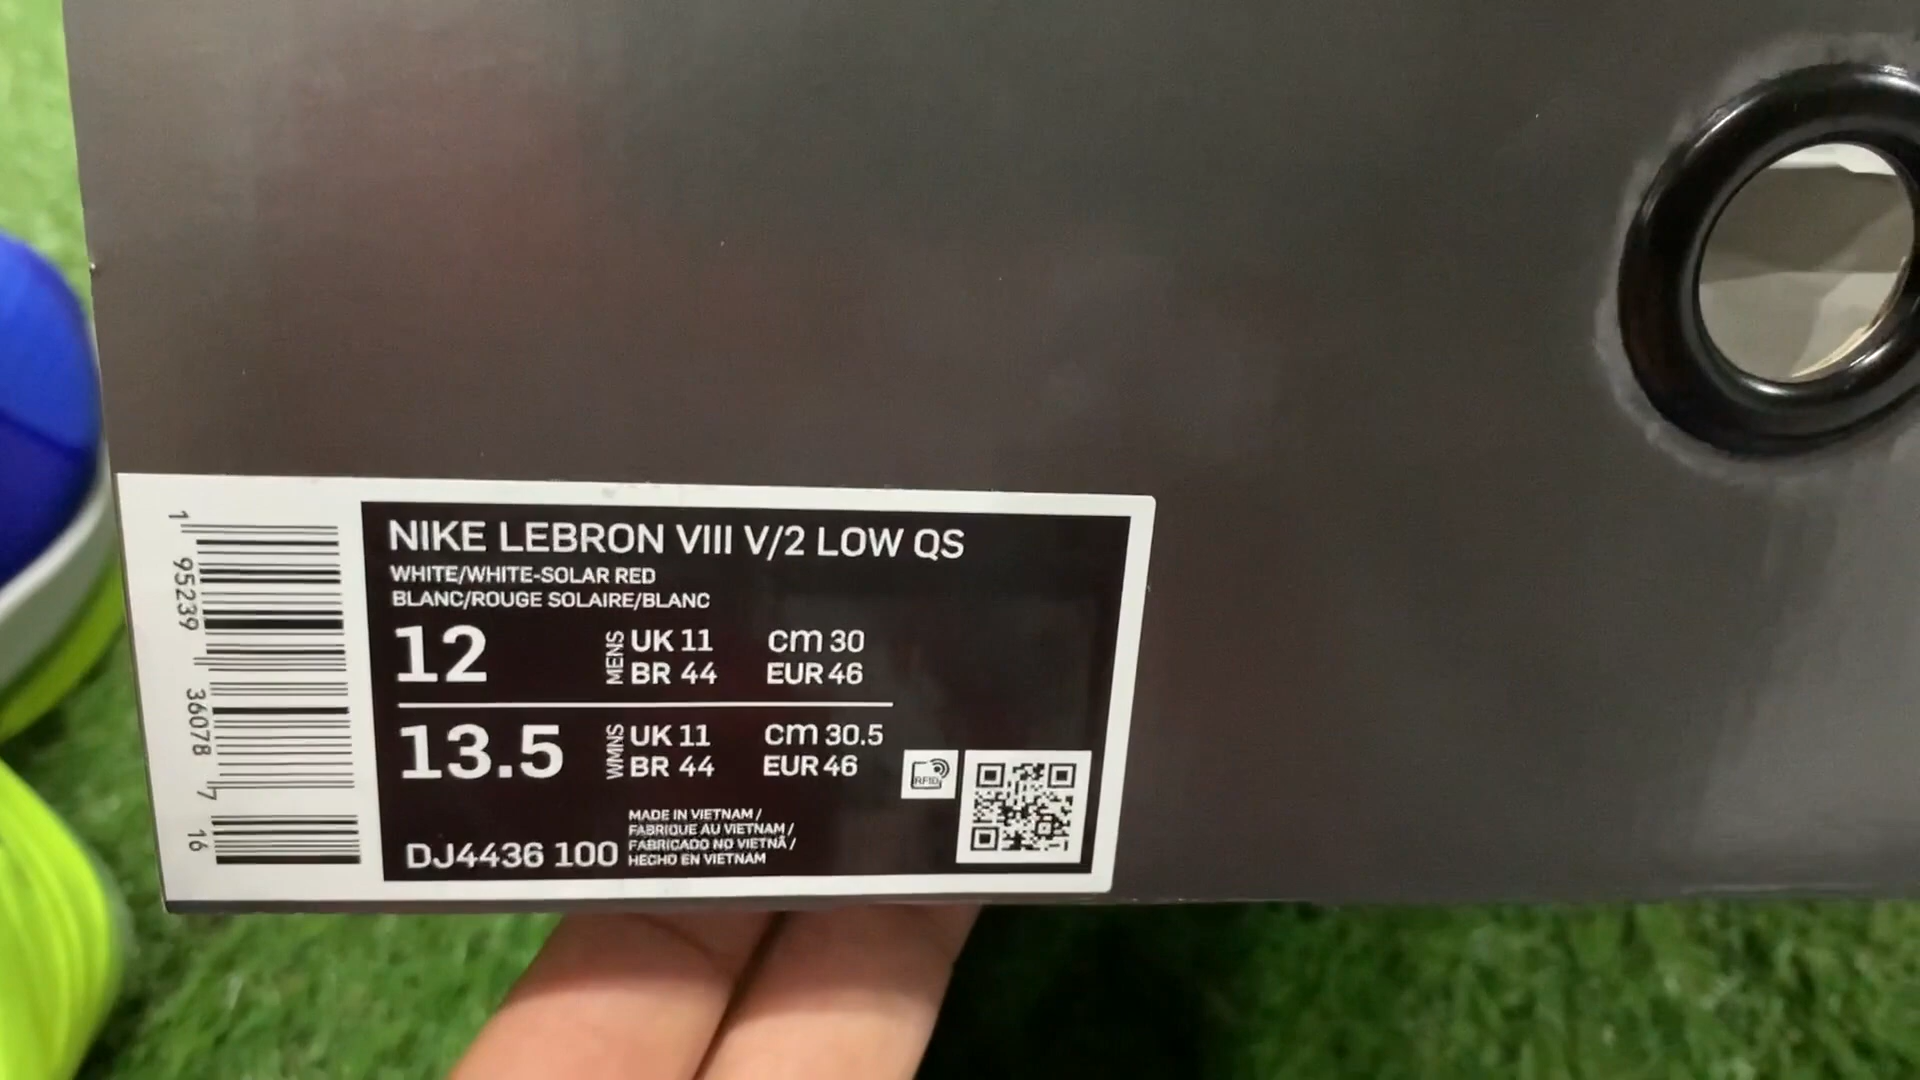 NIKE LEBRON VIII V/2 LOW QS
WHITE/WHITE-SOLAR RED
BLANC/ROUGE SOLAIRE/BLANC
12
MENS
UK 11
cm 30
BR 44
EUR 46
13.5
WMNS
UK 11
cm 30.5
BR 44
EUR 46
RFID
MADE IN VIETNAM /
FABRIQUE AU VIETNAM /
FABRICADO NO VIETNÃ /
HECHO EN VIETNAM
DJ4436 100
1 95239 36078 7 16